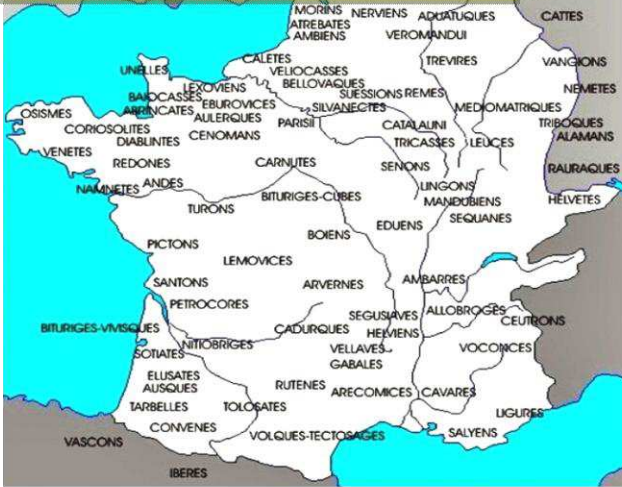 MORINS
NERVIENS
ADUATUQUES
CATTES
ATREBATES
AMBIENS
VEROMANDUI
CALETES
TREVIRES
VANGIONS
UNELLES
VELIOCASSES
BELLOVAQUES
LEXOVIENS
SUESSIONS
REMES
NEMETES
BAIOCASSES
EBUROVICES
SILVANECTES
MEDIOMATRIQUES
OSISMES
ABRINCATES
AULERQUES
PARISII
CATALAUNI
TRIBOQUES
CORIOSOLITES
CENOMANS
ALAMANS
DIABLINTES
TRICASSES
LEUCES
VENETES
REDONES
CARNUTES
SENONS
RAURAQUES
NAMNETES
ANDES
BITURIGES-CUBES
LINGONS
MANDUBIENS
HELVETES
TURONS
SEQUANES
EDUENS
BOIENS
PICTONS
LEMOVICES
SANTONS
ARVERNES
AMBARRES
PETROCORES
ALLOBROGES
SEGUSIAVES
CEUTRONS
BITURIGES-VIVISQUES
CADURQUES
HELVIENS
NITIOBRIGES
VELLAVES
VOCONCES
SOTIATES
GABALES
ELUSATES
AUSQUES
RUTENES
ARECOMICES
CAVARES
TARBELLES
TOLOSATES
LIGURES
CONVENES
VOLQUES-TECTOSAGES
SALYENS
VASCONS
IBERES